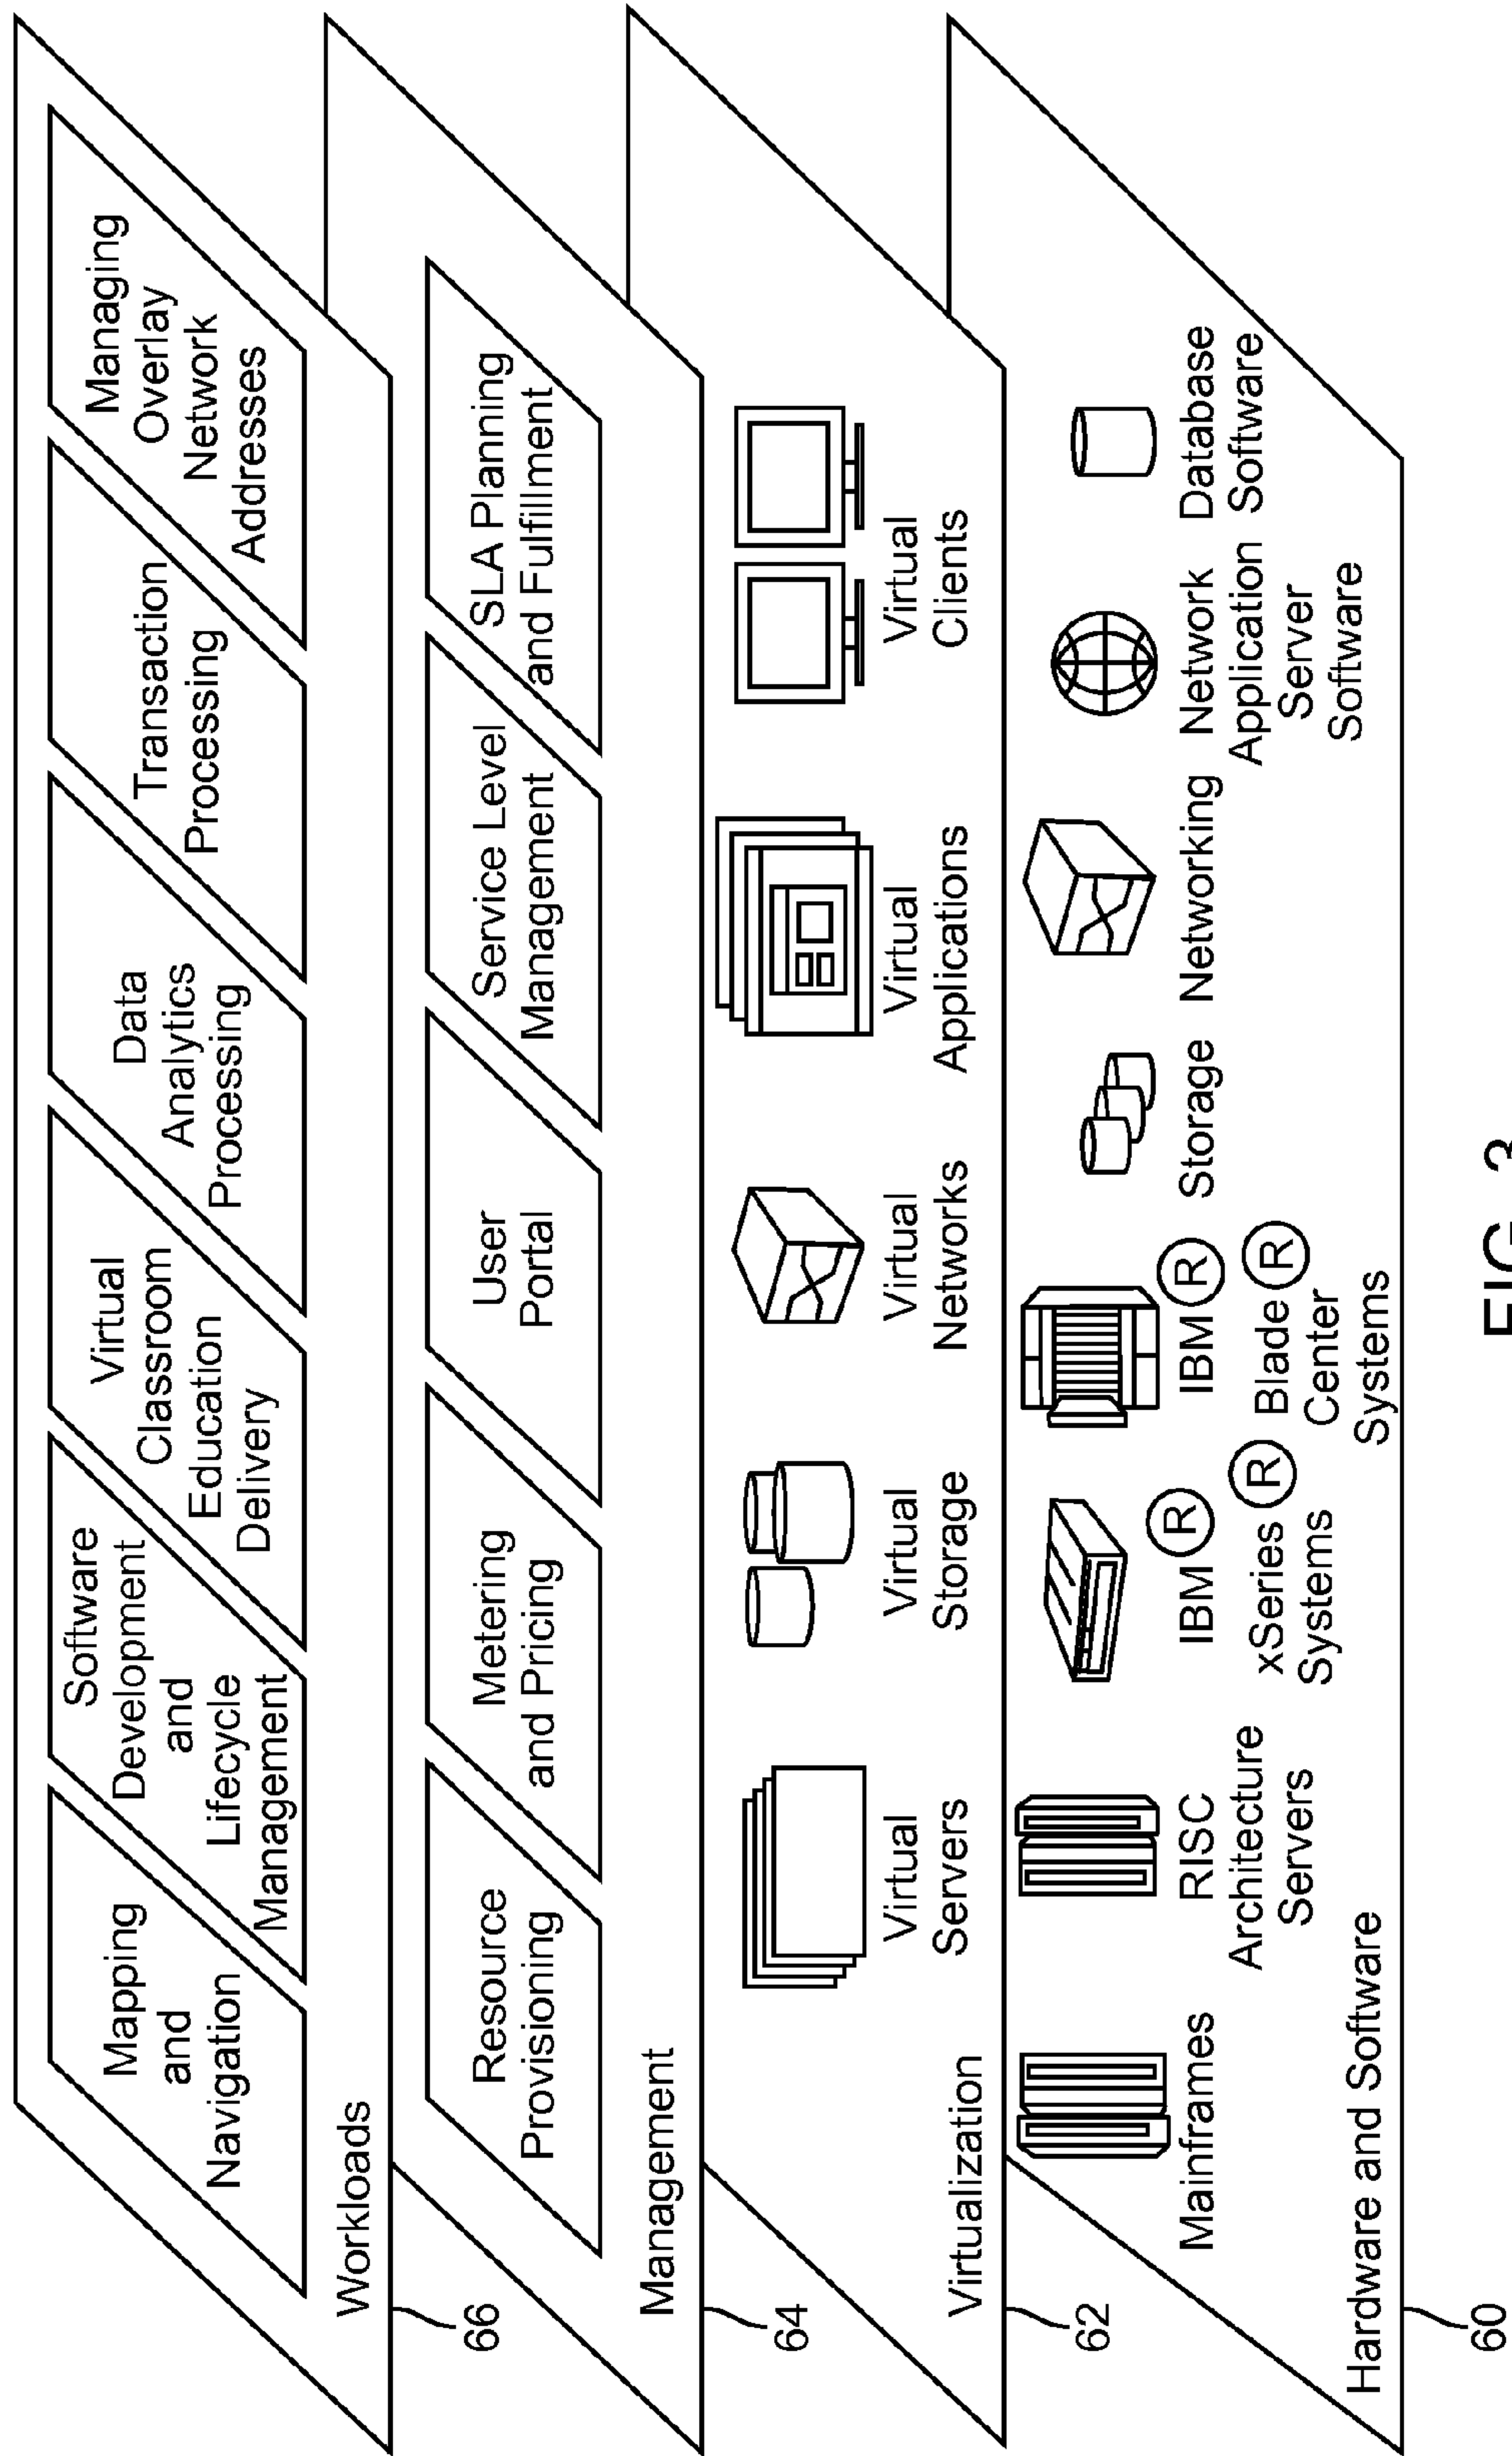 Mapping
and
Navigation
Software
Development
and
Lifecycle
Management
Virtual
Classroom
Education
Delivery
Data
Analytics
Processing
Transaction
Processing
Managing
Overlay
Network
Addresses
Workloads
66
Resource
Provisioning
Metering
and Pricing
User
Portal
Service Level
Management
SLA Planning
and Fulfillment
Management
64
Virtual
Servers
Virtual
Storage
Virtual
Networks
Virtual
Applications
Virtual
Clients
Virtualization
62
Mainframes
RISC
Architecture
Servers
IBM®
xSeries®
Systems
IBM®
Blade®
Center
Systems
Storage
Networking
Network
Application
Server
Software
Database
Software
Hardware and Software
60
FIG. 3